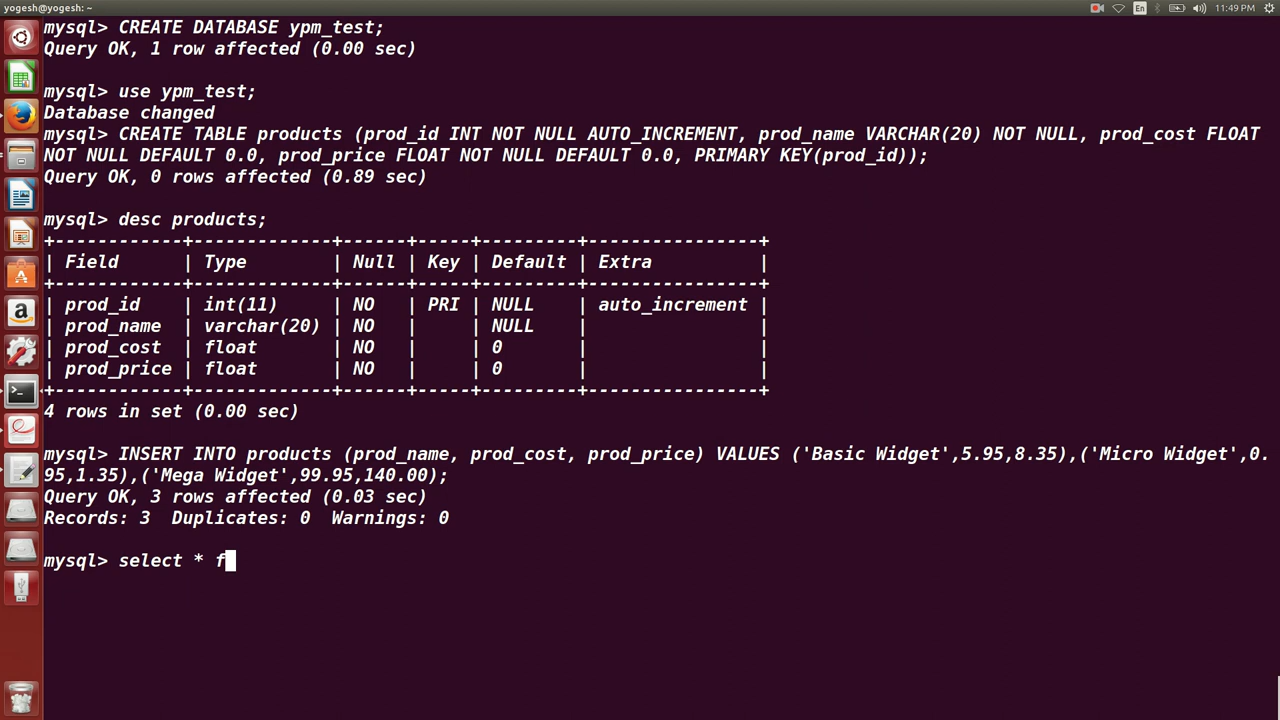 yogesh@yogesh: ~
En
11:49 PM
mysql> CREATE DATABASE ypm_test;
Query OK, 1 row affected (0.00 sec)
mysql> use ypm_test;
Database changed
mysql> CREATE TABLE products (prod_id INT NOT NULL AUTO_INCREMENT, prod_name VARCHAR(20) NOT NULL, prod_cost FLOAT
NOT NULL DEFAULT 0.0, prod_price FLOAT NOT NULL DEFAULT 0.0, PRIMARY KEY(prod_id));
Query OK, 0 rows affected (0.89 sec)
mysql> desc products;
+------------+-------------+------+-----+---------+----------------+
| Field      | Type        | Null | Key | Default | Extra          |
+------------+-------------+------+-----+---------+----------------+
| prod_id    | int(11)     | NO   | PRI | NULL    | auto_increment |
| prod_name  | varchar(20) | NO   |     | NULL    |                |
| prod_cost  | float       | NO   |     | 0       |                |
| prod_price | float       | NO   |     | 0       |                |
+------------+-------------+------+-----+---------+----------------+
4 rows in set (0.00 sec)
mysql> INSERT INTO products (prod_name, prod_cost, prod_price) VALUES ('Basic Widget',5.95,8.35),('Micro Widget',0.
95,1.35),('Mega Widget',99.95,140.00);
Query OK, 3 rows affected (0.03 sec)
Records: 3  Duplicates: 0  Warnings: 0
mysql> select * f